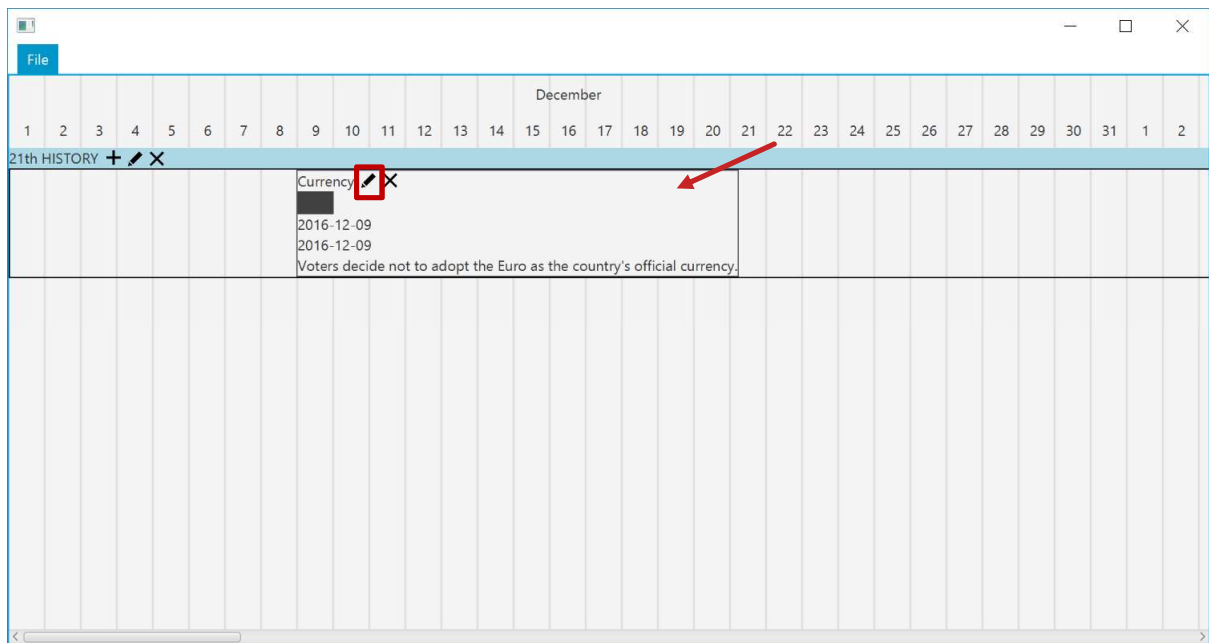 File
December
1 2 3 4 5 6 7 8 9 10 11 12 13 14 15 16 17 18 19 20 21 22 23 24 25 26 27 28 29 30 31 1 2
21th HISTORY
Currency
2016-12-09
2016-12-09
Voters decide not to adopt the Euro as the country's official currency.